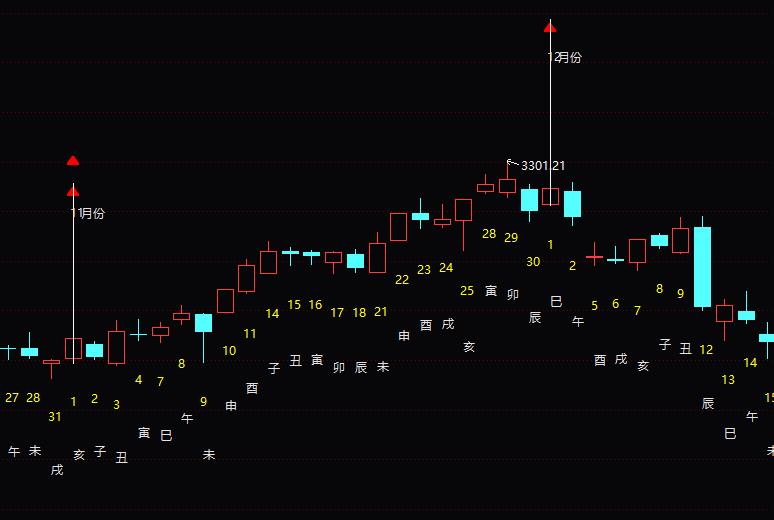 12月份
3301.21
11月份
27
28
31
1
2
3
4
7
8
9
10
11
14
15
16
17
18
21
22
23
24
25
28
29
30
1
2
5
6
7
8
9
12
13
14
午
未
戌
亥
子
丑
寅
巳
午
未
申
酉
子
丑
寅
卯
辰
未
申
酉
戌
亥
寅
卯
辰
巳
午
酉
戌
亥
子
丑
辰
巳
午